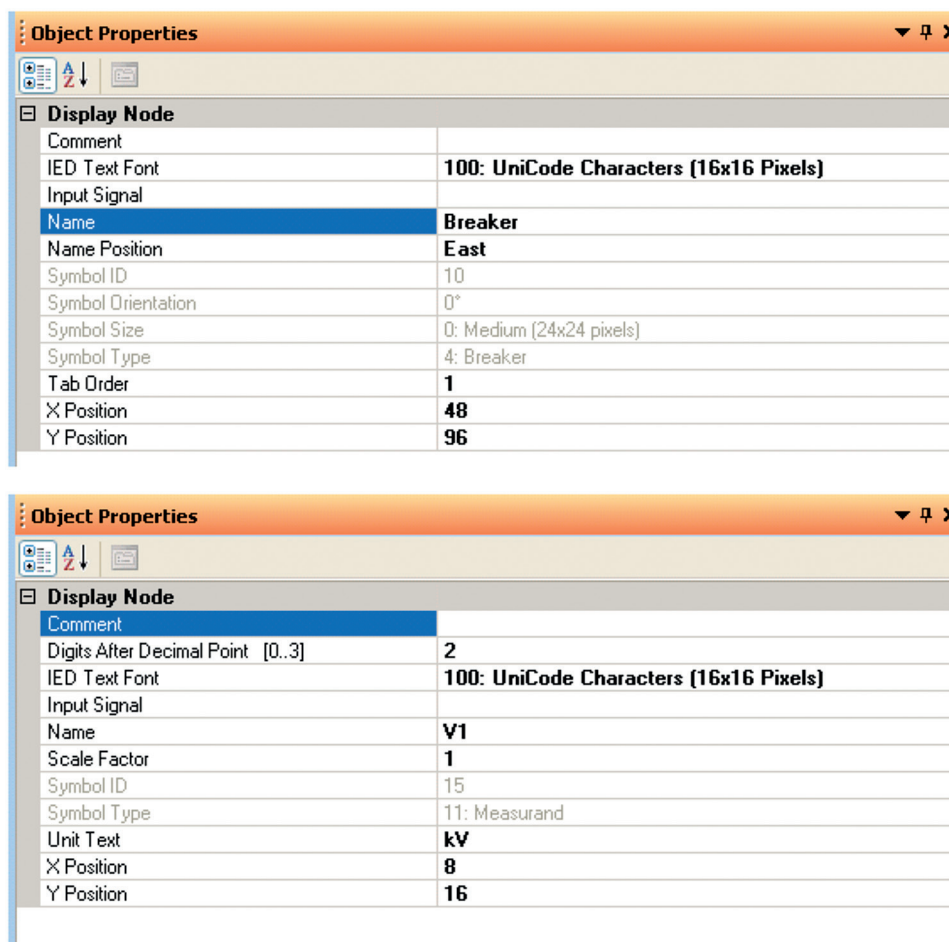 Object Properties
Display Node
Comment
IED Text Font 100: UniCode Characters (16x16 Pixels)
Input Signal
Name Breaker
Name Position East
Symbol ID 10
Symbol Orientation 0°
Symbol Size 0: Medium (24x24 pixels)
Symbol Type 4: Breaker
Tab Order 1
X Position 48
Y Position 96
Object Properties
Display Node
Comment
Digits After Decimal Point [0..3] 2
IED Text Font 100: UniCode Characters (16x16 Pixels)
Input Signal
Name V1
Scale Factor 1
Symbol ID 15
Symbol Type 11: Measurand
Unit Text kV
X Position 8
Y Position 16